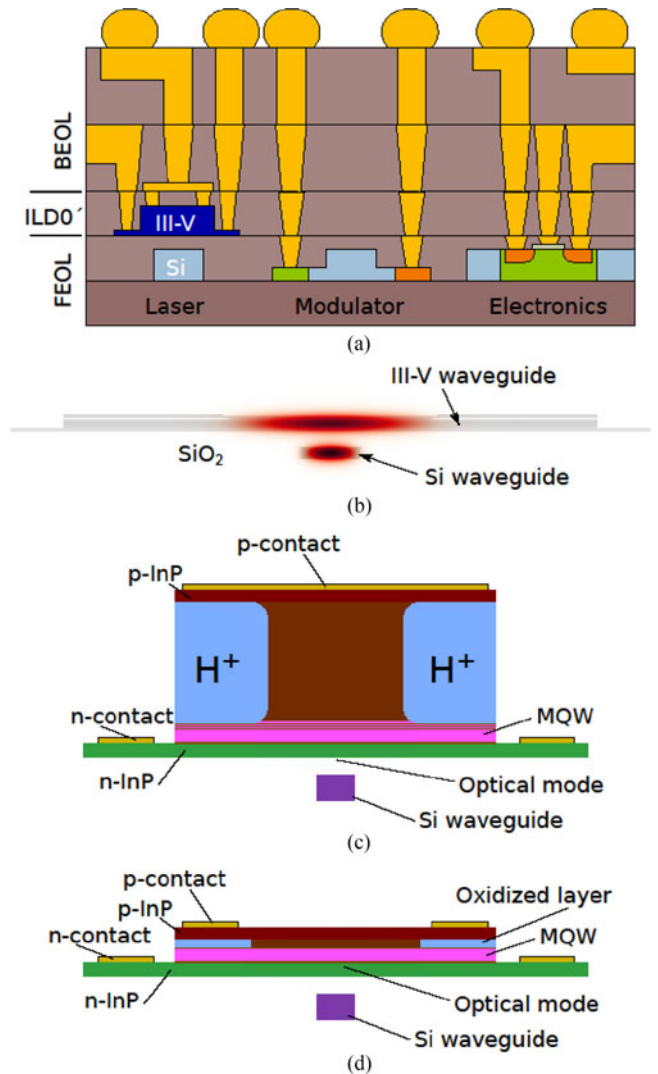 BEOL
ILD0´
FEOL
III-V
Si
Laser
Modulator
Electronics
(a)
III-V waveguide
SiO2
Si waveguide
(b)
p-contact
p-InP
H+
H+
n-contact
MQW
n-InP
Optical mode
Si waveguide
(c)
p-contact
p-InP
Oxidized layer
n-contact
MQW
n-InP
Optical mode
Si waveguide
(d)